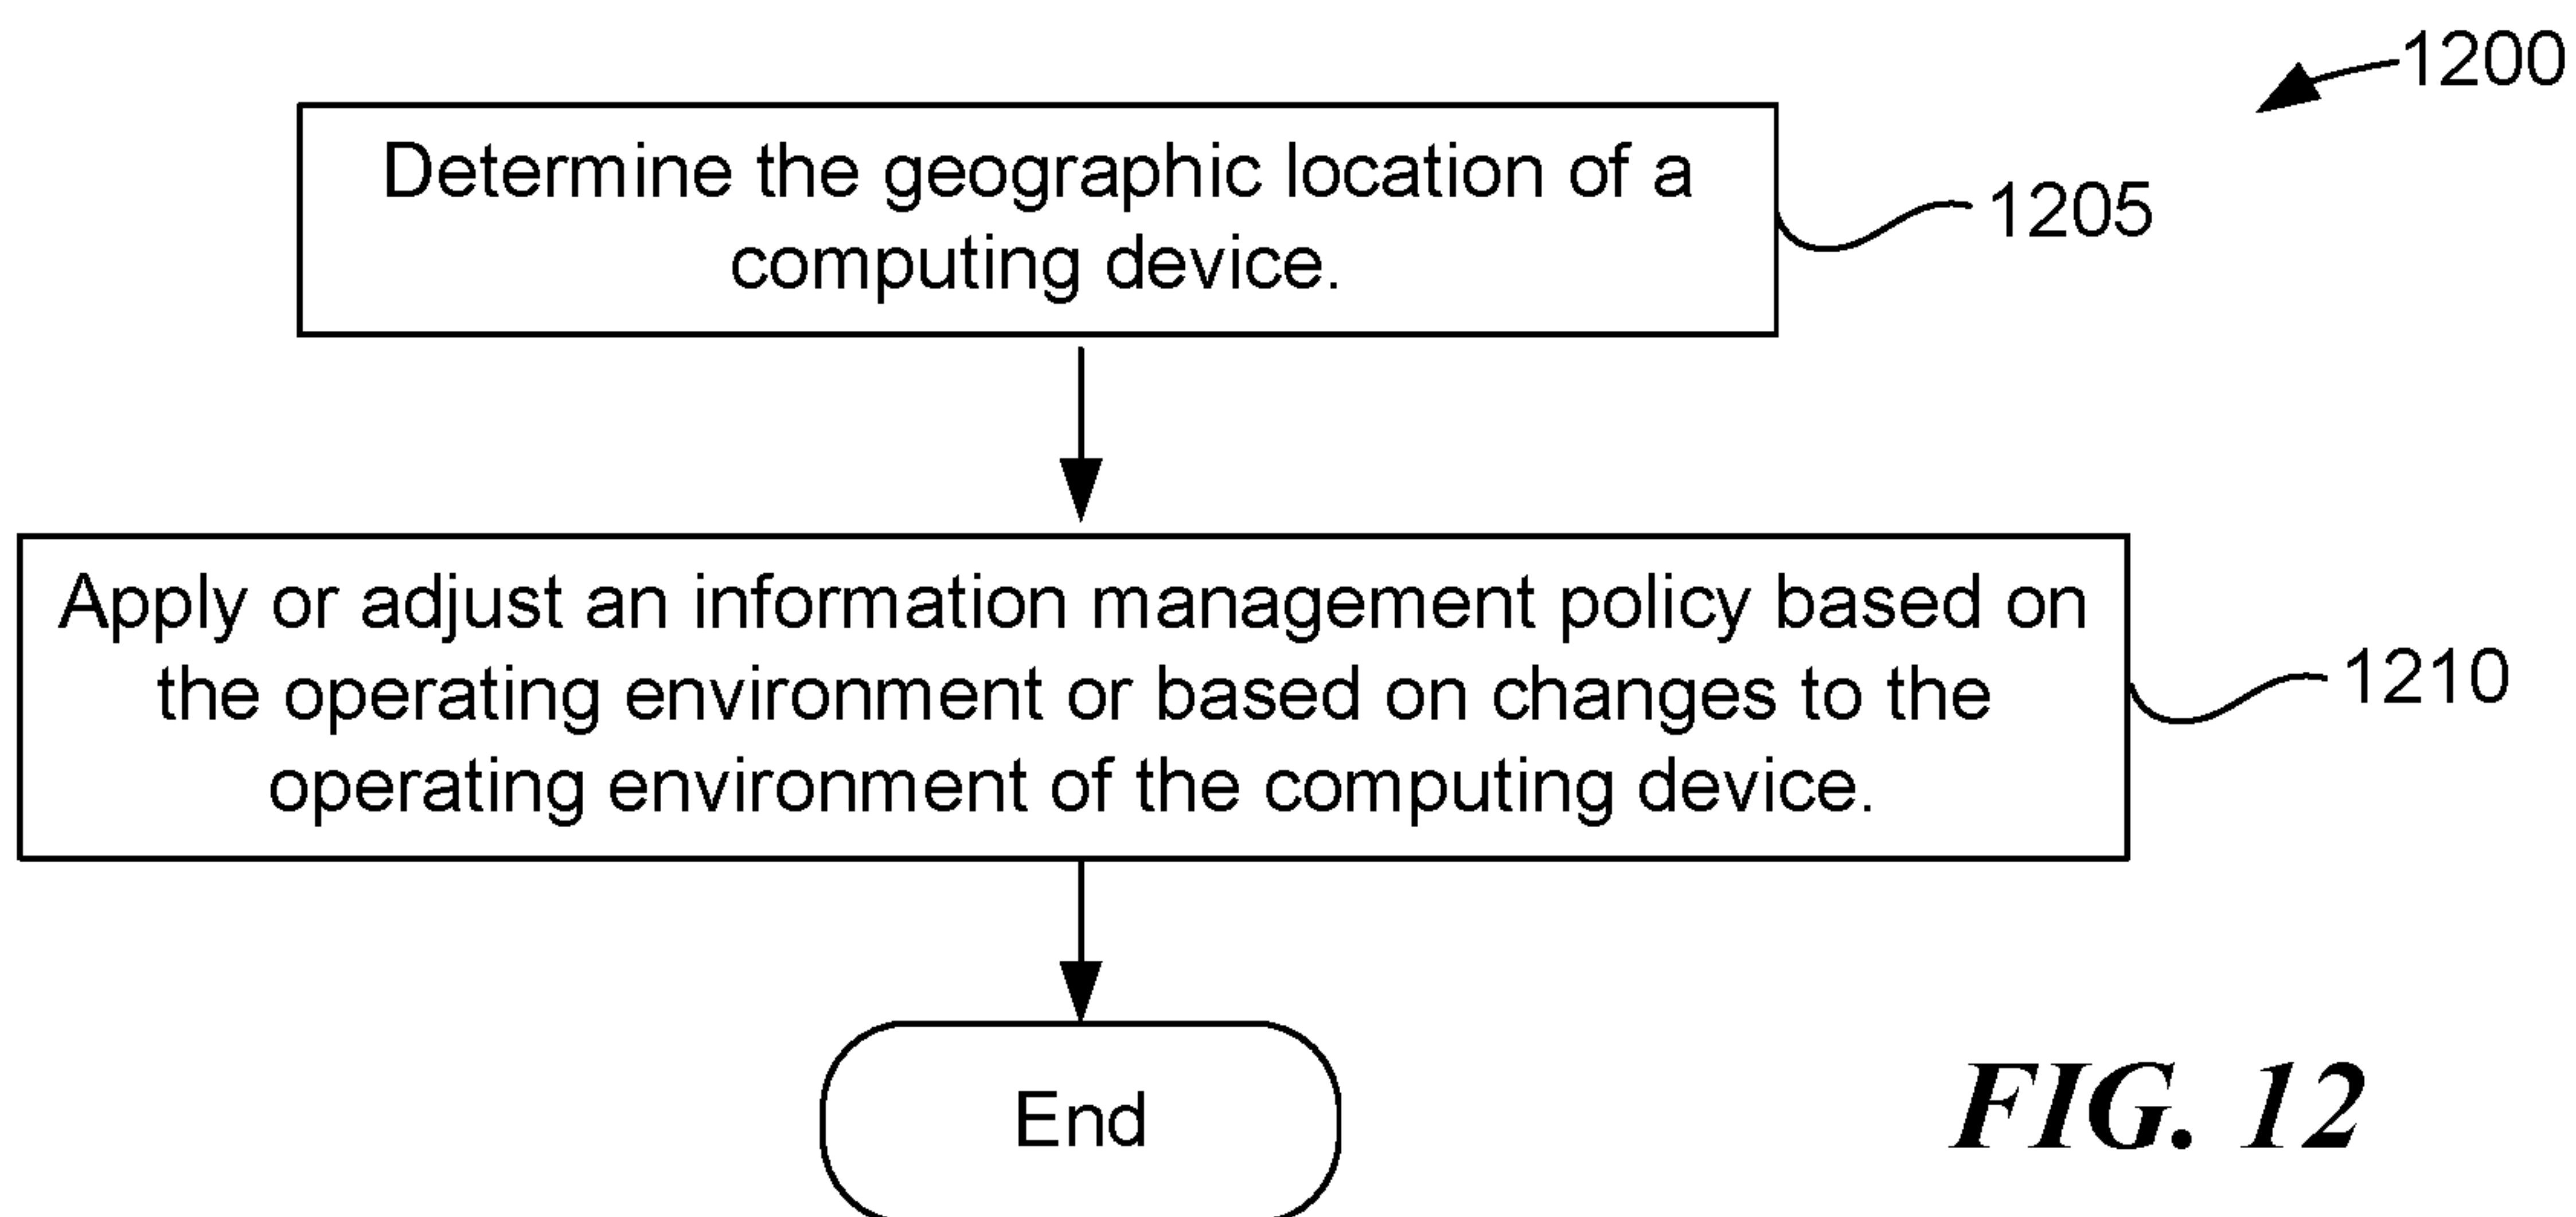 1200
Determine the geographic location of a
computing device.
1205
Apply or adjust an information management policy based on
the operating environment or based on changes to the
operating environment of the computing device.
1210
End
FIG. 12